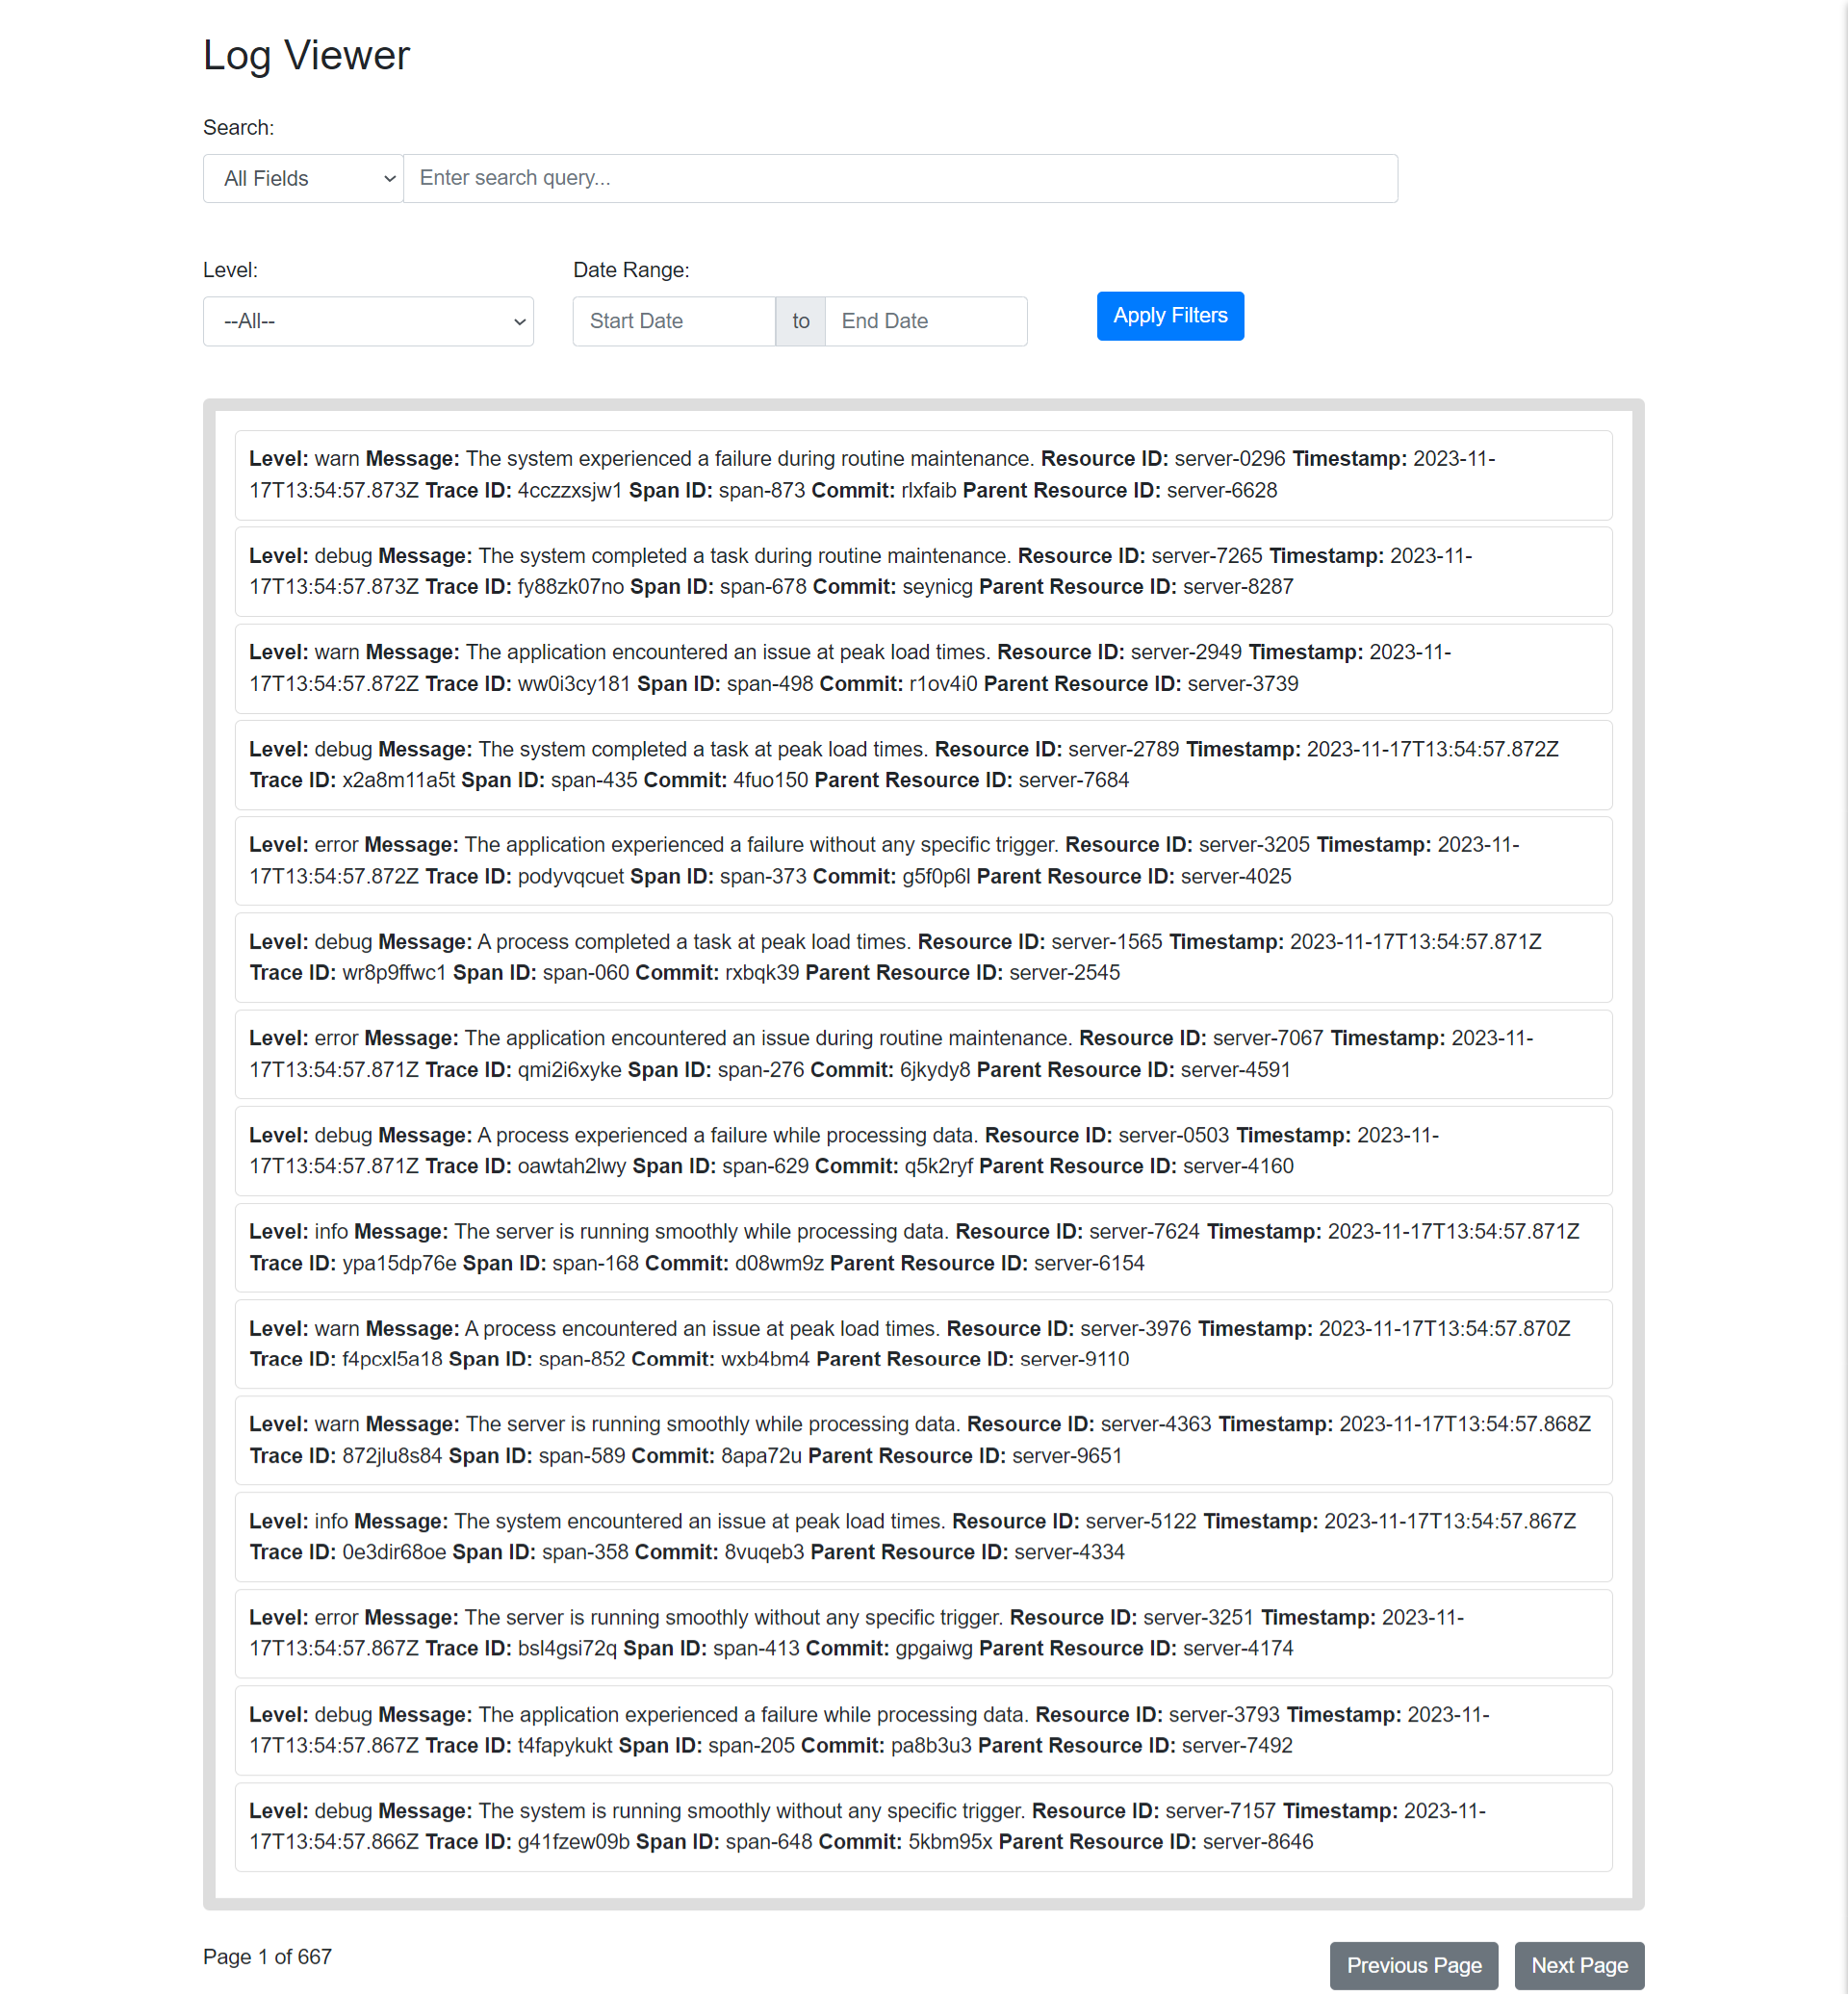 Log Viewer
Search:
All Fields
Enter search query...
Level:
Date Range:
--All--
Start Date
to
End Date
Apply Filters
Level: warn Message: The system experienced a failure during routine maintenance. Resource ID: server-0296 Timestamp: 2023-11-
17T13:54:57.873Z Trace ID: 4cczzxsjw1 Span ID: span-873 Commit: rlxfaib Parent Resource ID: server-6628
Level: debug Message: The system completed a task during routine maintenance. Resource ID: server-7265 Timestamp: 2023-11-
17T13:54:57.873Z Trace ID: fy88zk07no Span ID: span-678 Commit: seynicg Parent Resource ID: server-8287
Level: warn Message: The application encountered an issue at peak load times. Resource ID: server-2949 Timestamp: 2023-11-
17T13:54:57.872Z Trace ID: ww0i3cy181 Span ID: span-498 Commit: r1ov4i0 Parent Resource ID: server-3739
Level: debug Message: The system completed a task at peak load times. Resource ID: server-2789 Timestamp: 2023-11-17T13:54:57.872Z
Trace ID: x2a8m11a5t Span ID: span-435 Commit: 4fuo150 Parent Resource ID: server-7684
Level: error Message: The application experienced a failure without any specific trigger. Resource ID: server-3205 Timestamp: 2023-11-
17T13:54:57.872Z Trace ID: podyvqcuet Span ID: span-373 Commit: g5f0p6l Parent Resource ID: server-4025
Level: debug Message: A process completed a task at peak load times. Resource ID: server-1565 Timestamp: 2023-11-17T13:54:57.871Z
Trace ID: wr8p9ffwc1 Span ID: span-060 Commit: rxbqk39 Parent Resource ID: server-2545
Level: error Message: The application encountered an issue during routine maintenance. Resource ID: server-7067 Timestamp: 2023-11-
17T13:54:57.871Z Trace ID: qmi2i6xyke Span ID: span-276 Commit: 6jkydy8 Parent Resource ID: server-4591
Level: debug Message: A process experienced a failure while processing data. Resource ID: server-0503 Timestamp: 2023-11-
17T13:54:57.871Z Trace ID: oawtah2lwy Span ID: span-629 Commit: q5k2ryf Parent Resource ID: server-4160
Level: info Message: The server is running smoothly while processing data. Resource ID: server-7624 Timestamp: 2023-11-17T13:54:57.871Z
Trace ID: ypa15dp76e Span ID: span-168 Commit: d08wm9z Parent Resource ID: server-6154
Level: warn Message: A process encountered an issue at peak load times. Resource ID: server-3976 Timestamp: 2023-11-17T13:54:57.870Z
Trace ID: f4pcxl5a18 Span ID: span-852 Commit: wxb4bm4 Parent Resource ID: server-9110
Level: warn Message: The server is running smoothly while processing data. Resource ID: server-4363 Timestamp: 2023-11-17T13:54:57.868Z
Trace ID: 872jlu8s84 Span ID: span-589 Commit: 8apa72u Parent Resource ID: server-9651
Level: info Message: The system encountered an issue at peak load times. Resource ID: server-5122 Timestamp: 2023-11-17T13:54:57.867Z
Trace ID: 0e3dir68oe Span ID: span-358 Commit: 8vuqeb3 Parent Resource ID: server-4334
Level: error Message: The server is running smoothly without any specific trigger. Resource ID: server-3251 Timestamp: 2023-11-
17T13:54:57.867Z Trace ID: bsl4gsi72q Span ID: span-413 Commit: gpgaiwg Parent Resource ID: server-4174
Level: debug Message: The application experienced a failure while processing data. Resource ID: server-3793 Timestamp: 2023-11-
17T13:54:57.867Z Trace ID: t4fapykukt Span ID: span-205 Commit: pa8b3u3 Parent Resource ID: server-7492
Level: debug Message: The system is running smoothly without any specific trigger. Resource ID: server-7157 Timestamp: 2023-11-
17T13:54:57.866Z Trace ID: g41fzew09b Span ID: span-648 Commit: 5kbm95x Parent Resource ID: server-8646
Page 1 of 667
Previous Page
Next Page